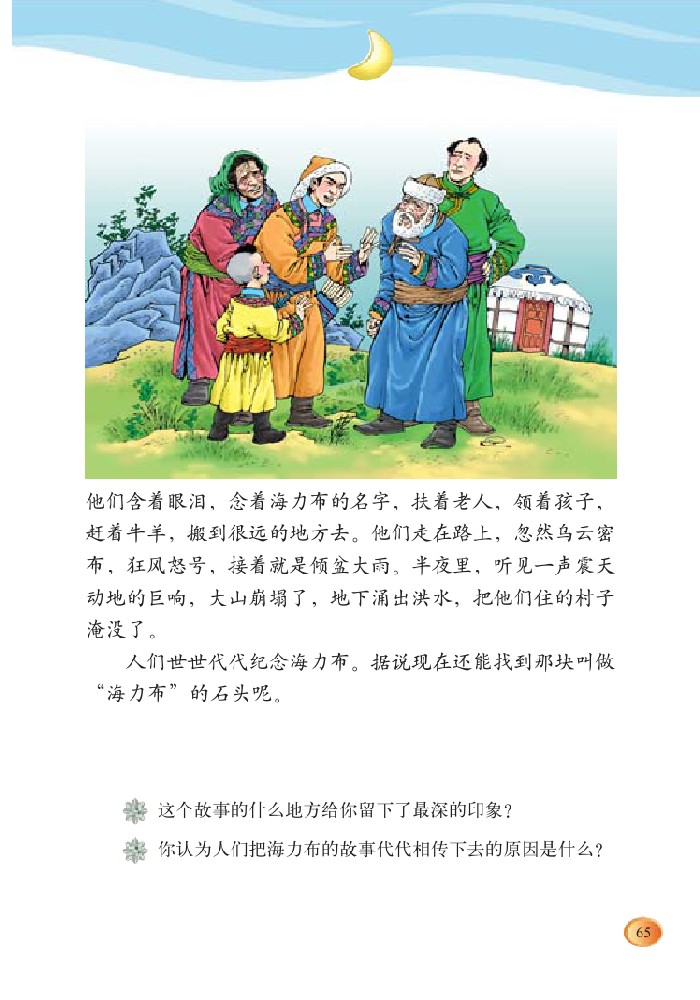 他们含着眼泪，念着海力布的名字，扶着老人，领着孩子，
赶着牛羊，搬到很远的地方去。他们走在路上，忽然乌云密
布，狂风怒号，接着就是倾盆大雨。半夜里，听见一声震天
动地的巨响，大山崩塌了，地下涌出洪水，把他们住的村子
淹没了。
人们世世代代纪念海力布。据说现在还能找到那块叫做
“海力布”的石头呢。
这个故事的什么地方给你留下了最深的印象？
你认为人们把海力布的故事代代相传下去的原因是什么？
65